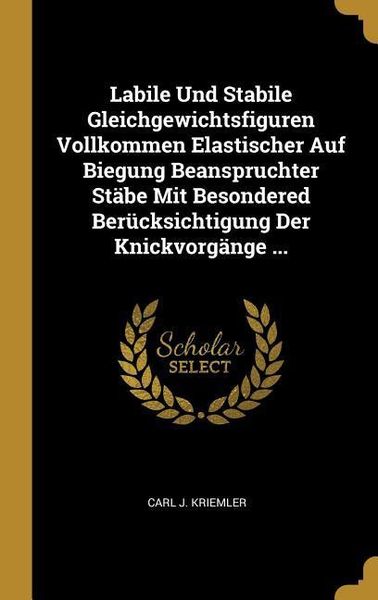 Labile Und Stabile
Gleichgewichtsfiguren
Vollkommen Elastischer Auf
Biegung Beanspruchter
Stäbe Mit Besondered
Berücksichtigung Der
Knickvorgänge ...
Scholar
SELECT
CARL J. KRIEMLER